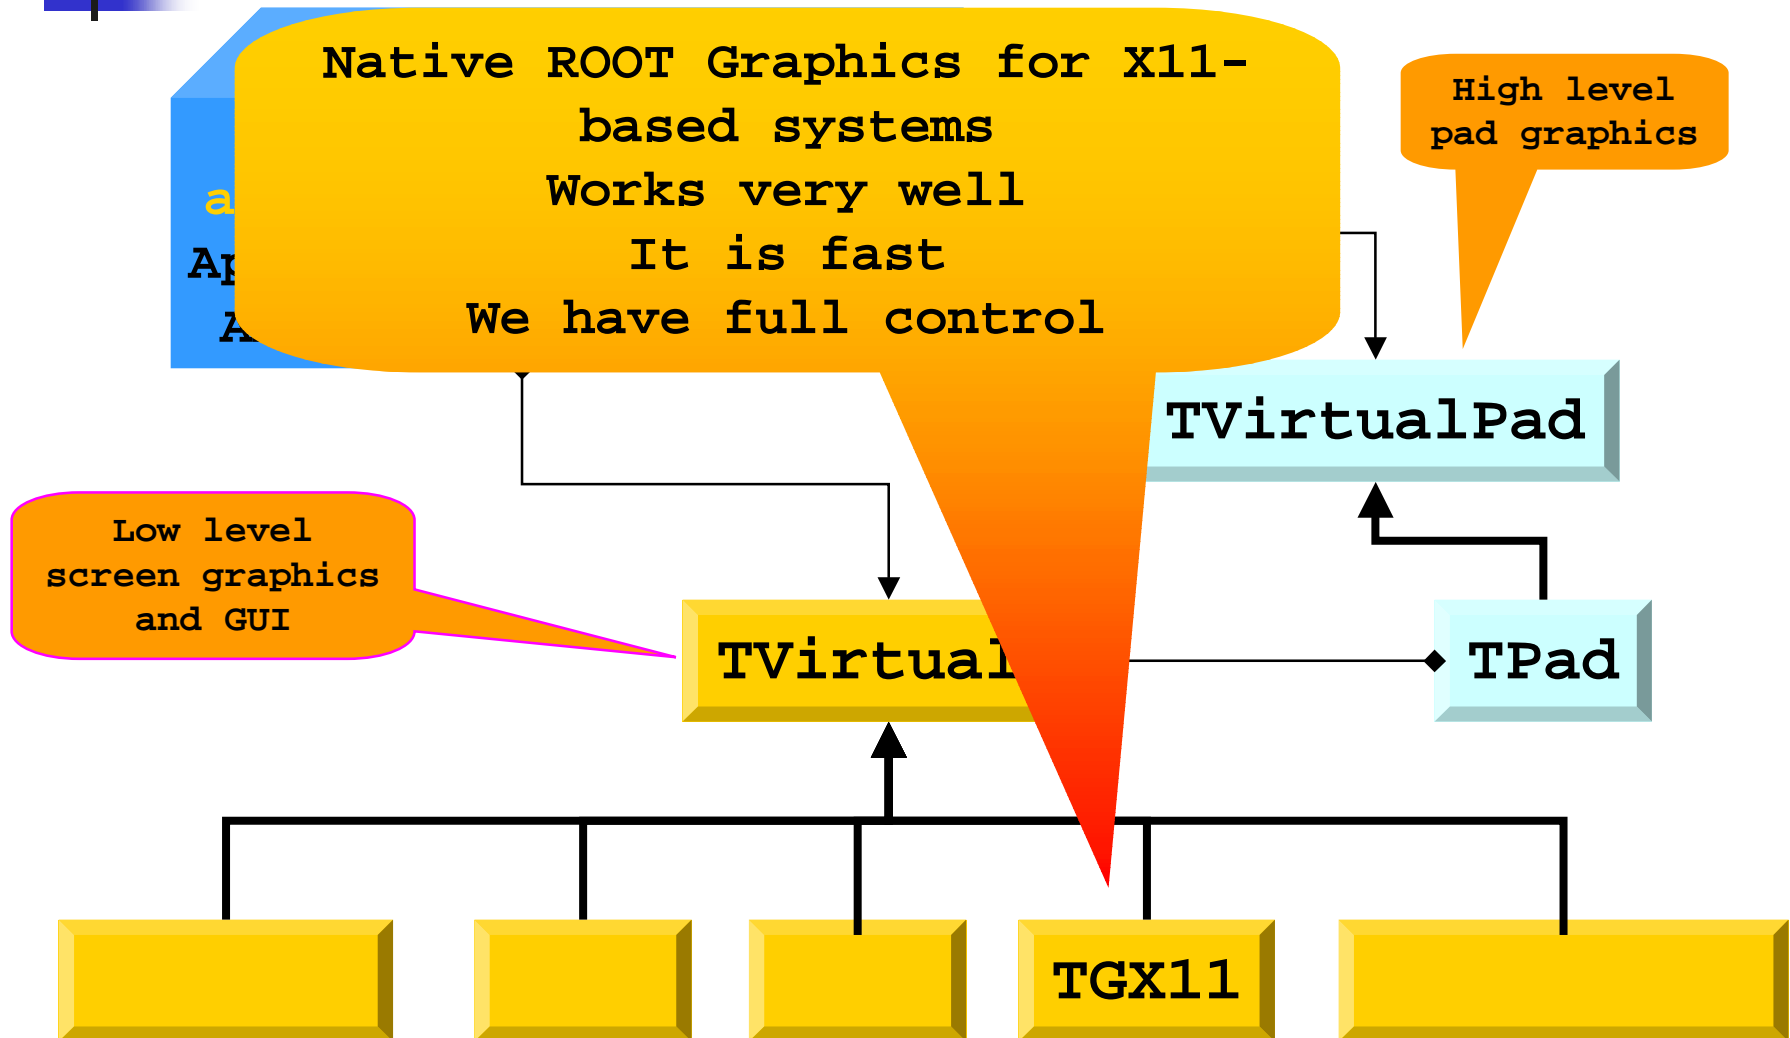 Native ROOT Graphics for X11-
based systems
Works very well
It is fast
We have full control
High level
pad graphics
TVirtualPad
Low level
screen graphics
and GUI
TPad
TGX11